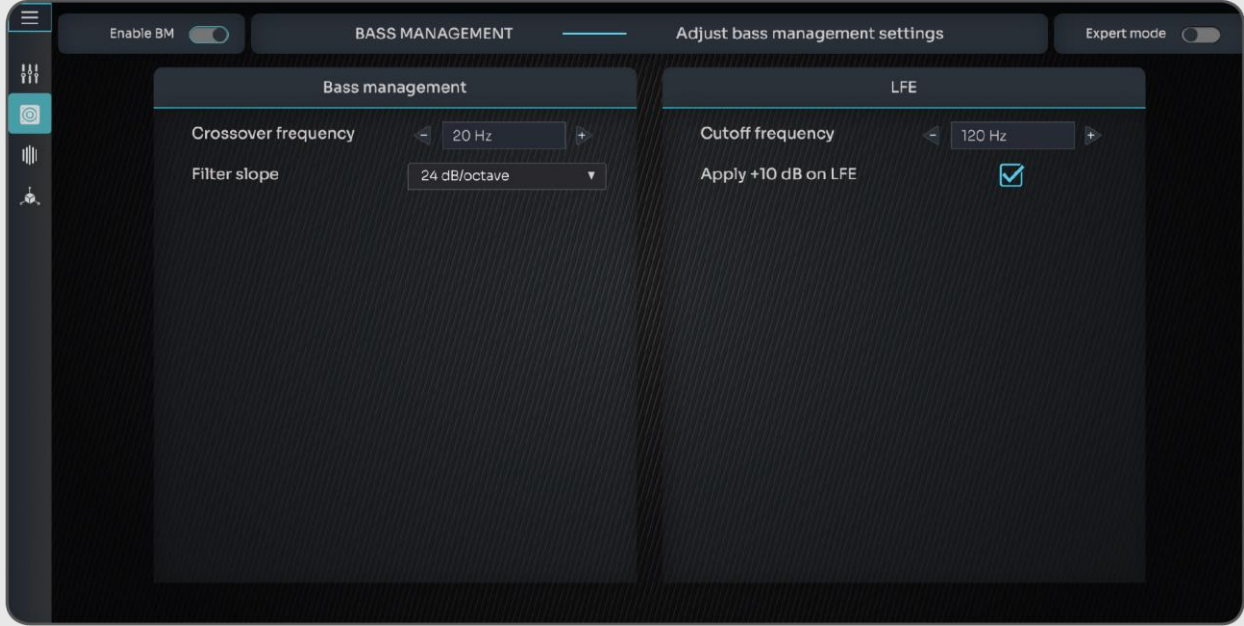 Enable BM
BASS MANAGEMENT
Adjust bass management settings
Expert mode
Bass management
Crossover frequency - 20 Hz +
Filter slope 24 dB/octave ▼
LFE
Cutoff frequency - 120 Hz +
Apply +10 dB on LFE